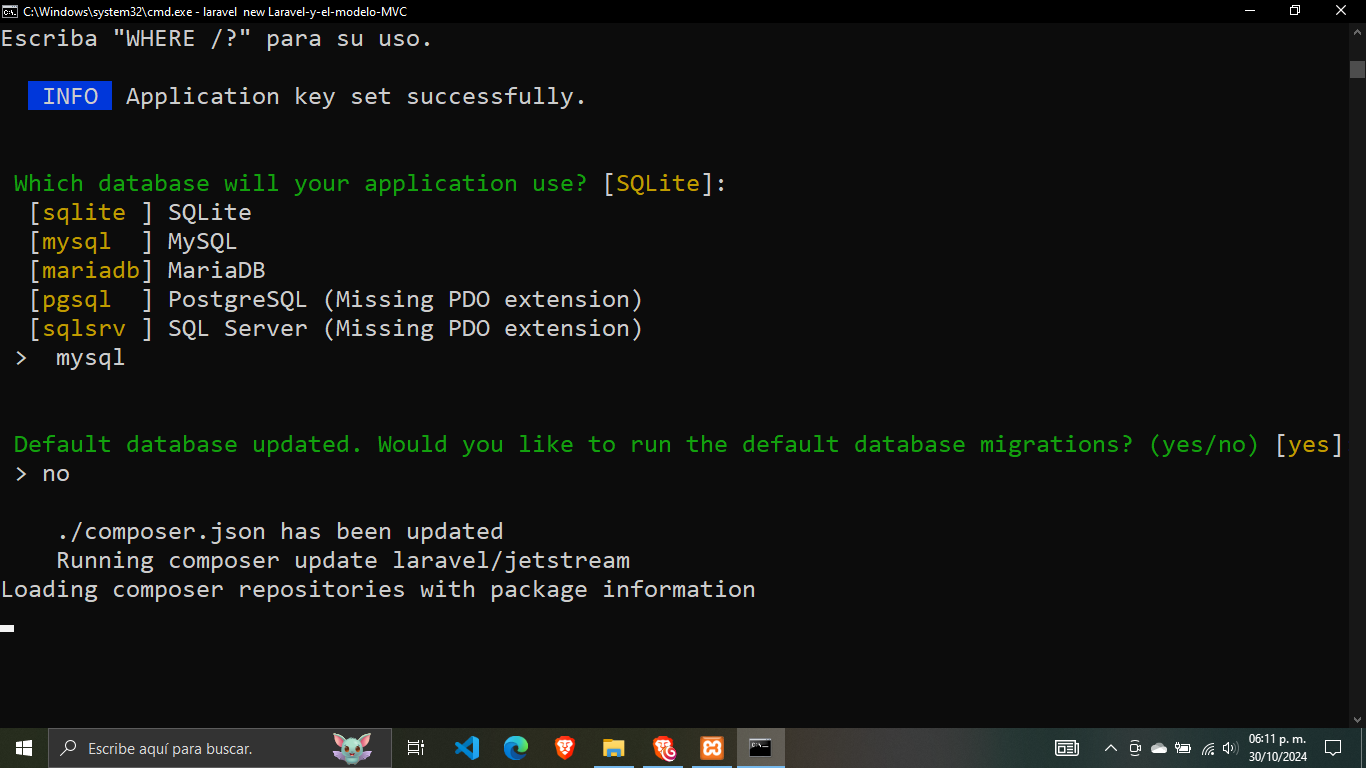 C:\Windows\system32\cmd.exe - laravel  new Laravel-y-el-modelo-MVC
Escriba "WHERE /?" para su uso.
INFO  Application key set successfully.
Which database will your application use? [SQLite]:
[sqlite ] SQLite
[mysql  ] MySQL
[mariadb] MariaDB
[pgsql  ] PostgreSQL (Missing PDO extension)
[sqlsrv ] SQL Server (Missing PDO extension)
>  mysql
Default database updated. Would you like to run the default database migrations? (yes/no) [yes]
> no
./composer.json has been updated
Running composer update laravel/jetstream
Loading composer repositories with package information
Escribe aquí para buscar.
06:11 p. m.
30/10/2024